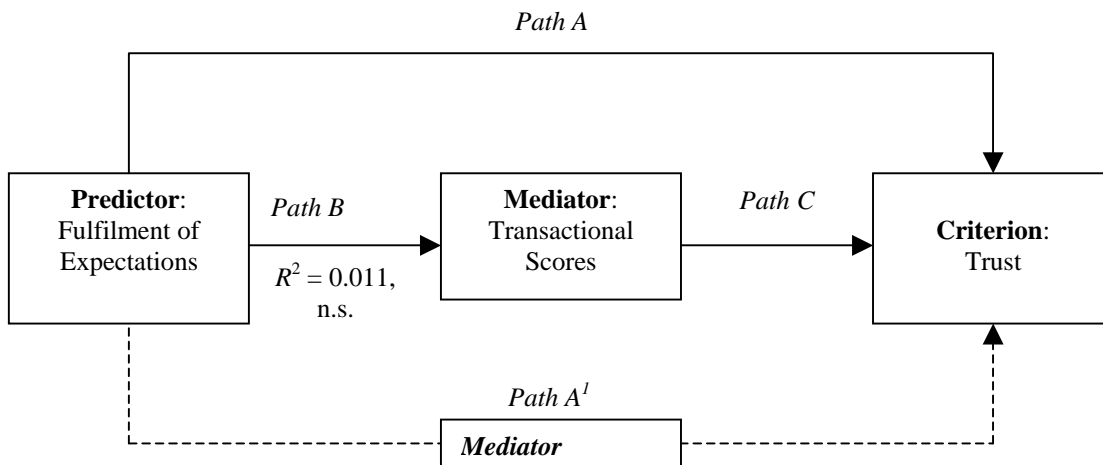 Path A
Predictor:
Fulfilment of
Expectations
Path B
R² = 0.011,
n.s.
Mediator:
Transactional
Scores
Path C
Criterion:
Trust
Path A¹
Mediator